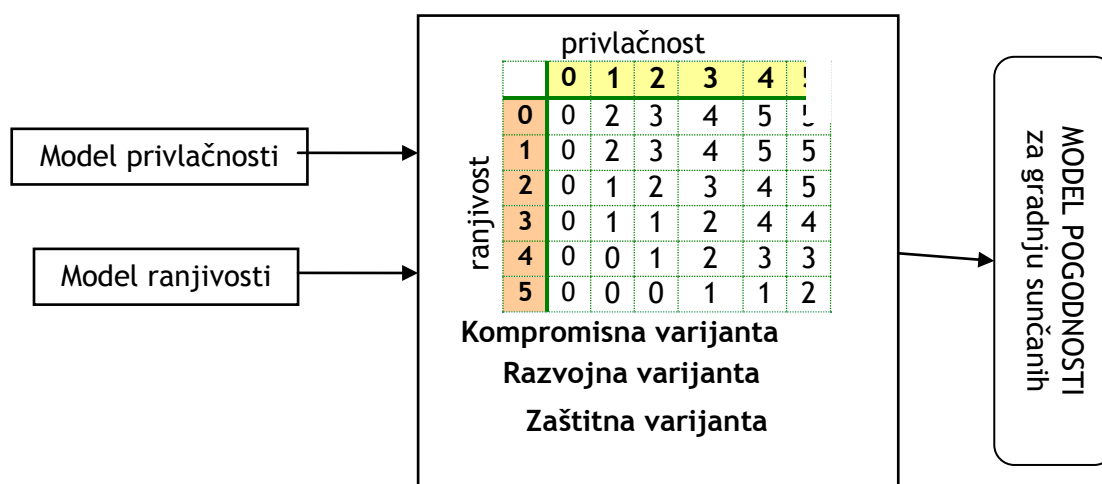 Model privlačnosti
Model ranjivosti
privlačnost
ranjivost
0 1 2 3 4
0 0 2 3 4 5
1 0 2 3 4 5 5
2 0 1 2 3 4 5
3 0 1 1 2 4 4
4 0 0 1 2 3 3
5 0 0 0 1 1 2
Kompromisna varijanta
Razvojna varijanta
Zaštitna varijanta
MODEL POGODNOSTI
za gradnju sunčanih